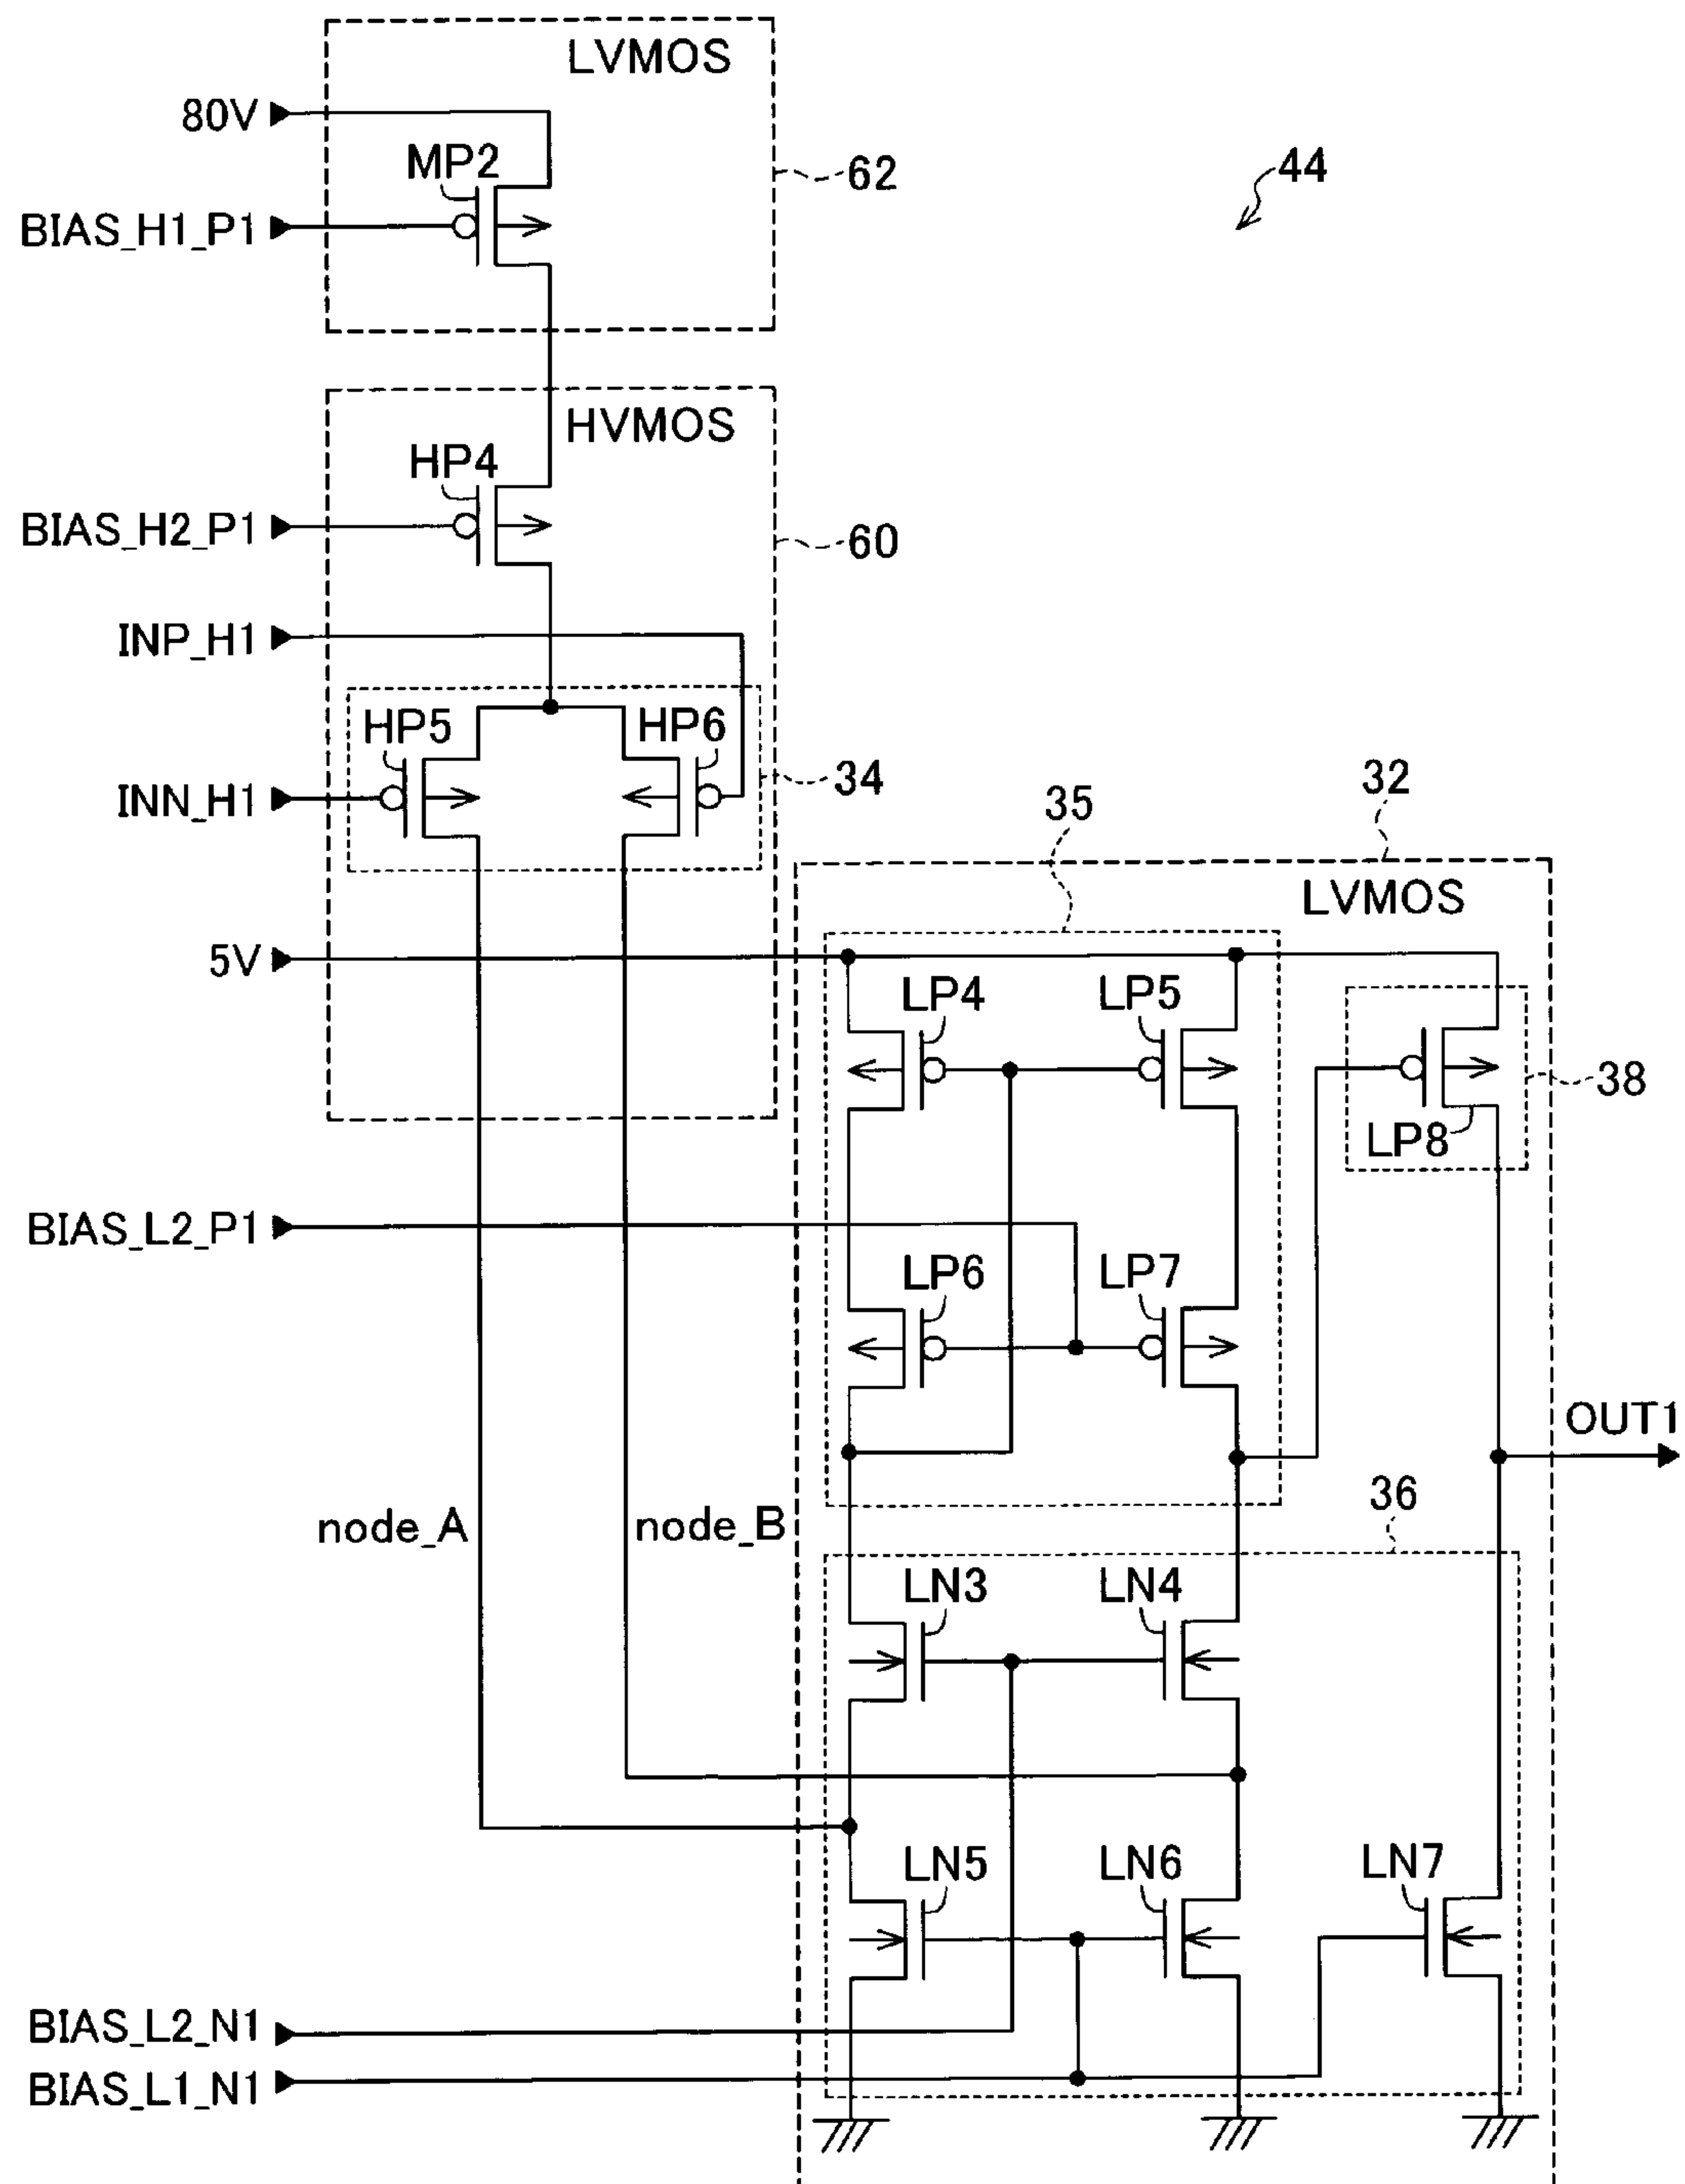 LVMOS
80V
MP2
62
44
BIAS_H1_P1
HVMOS
HP4
BIAS_H2_P1
60
INP_H1
HP5
HP6
34
32
INN_H1
35
LVMOS
5V
LP4
LP5
38
LP8
BIAS_L2_P1
LP6
LP7
OUT1
36
node_A
node_B
LN3
LN4
LN5
LN6
LN7
BIAS_L2_N1
BIAS_L1_N1